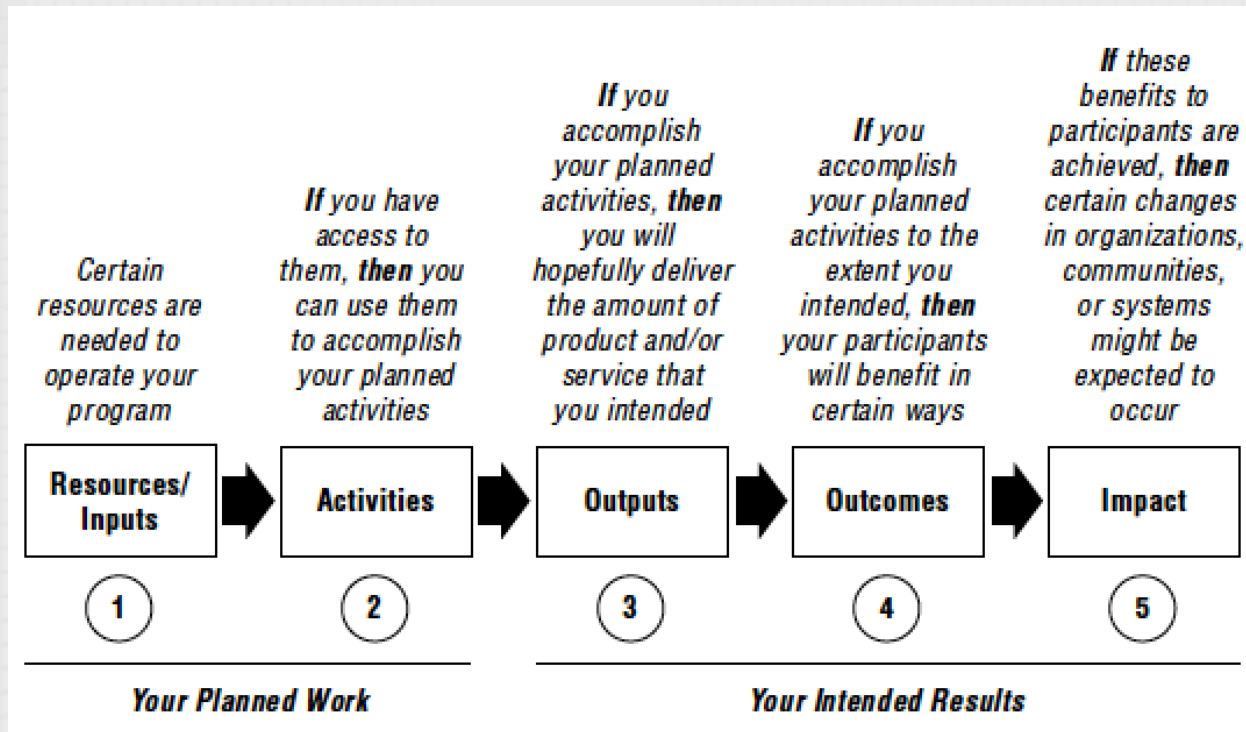 Certain
resources are
needed to
operate your
program
If you have
access to
them, then you
can use them
to accomplish
your planned
activities
If you
accomplish
your planned
activities, then
you will
hopefully deliver
the amount of
product and/or
service that
you intended
If you
accomplish
your planned
activities to the
extent you
intended, then
your participants
will benefit in
certain ways
If these
benefits to
participants are
achieved, then
certain changes
in organizations,
communities,
or systems
might be
expected to
occur
Resources/
Inputs
Activities
Outputs
Outcomes
Impact
1
2
3
4
5
Your Planned Work
Your Intended Results